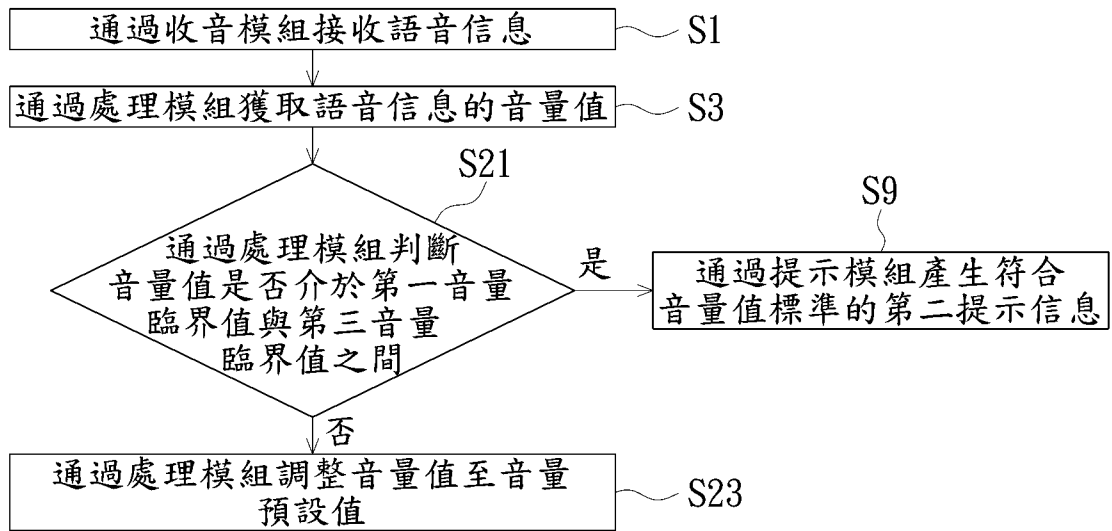 通過收音模組接收語音信息
S1
通過處理模組獲取語音信息的音量值
S3
S21
通過處理模組判斷
音量值是否介於第一音量
臨界值與第三音量
臨界值之間
是
S9
通過提示模組產生符合
音量值標準的第二提示信息
否
通過處理模組調整音量值至音量
預設值
S23